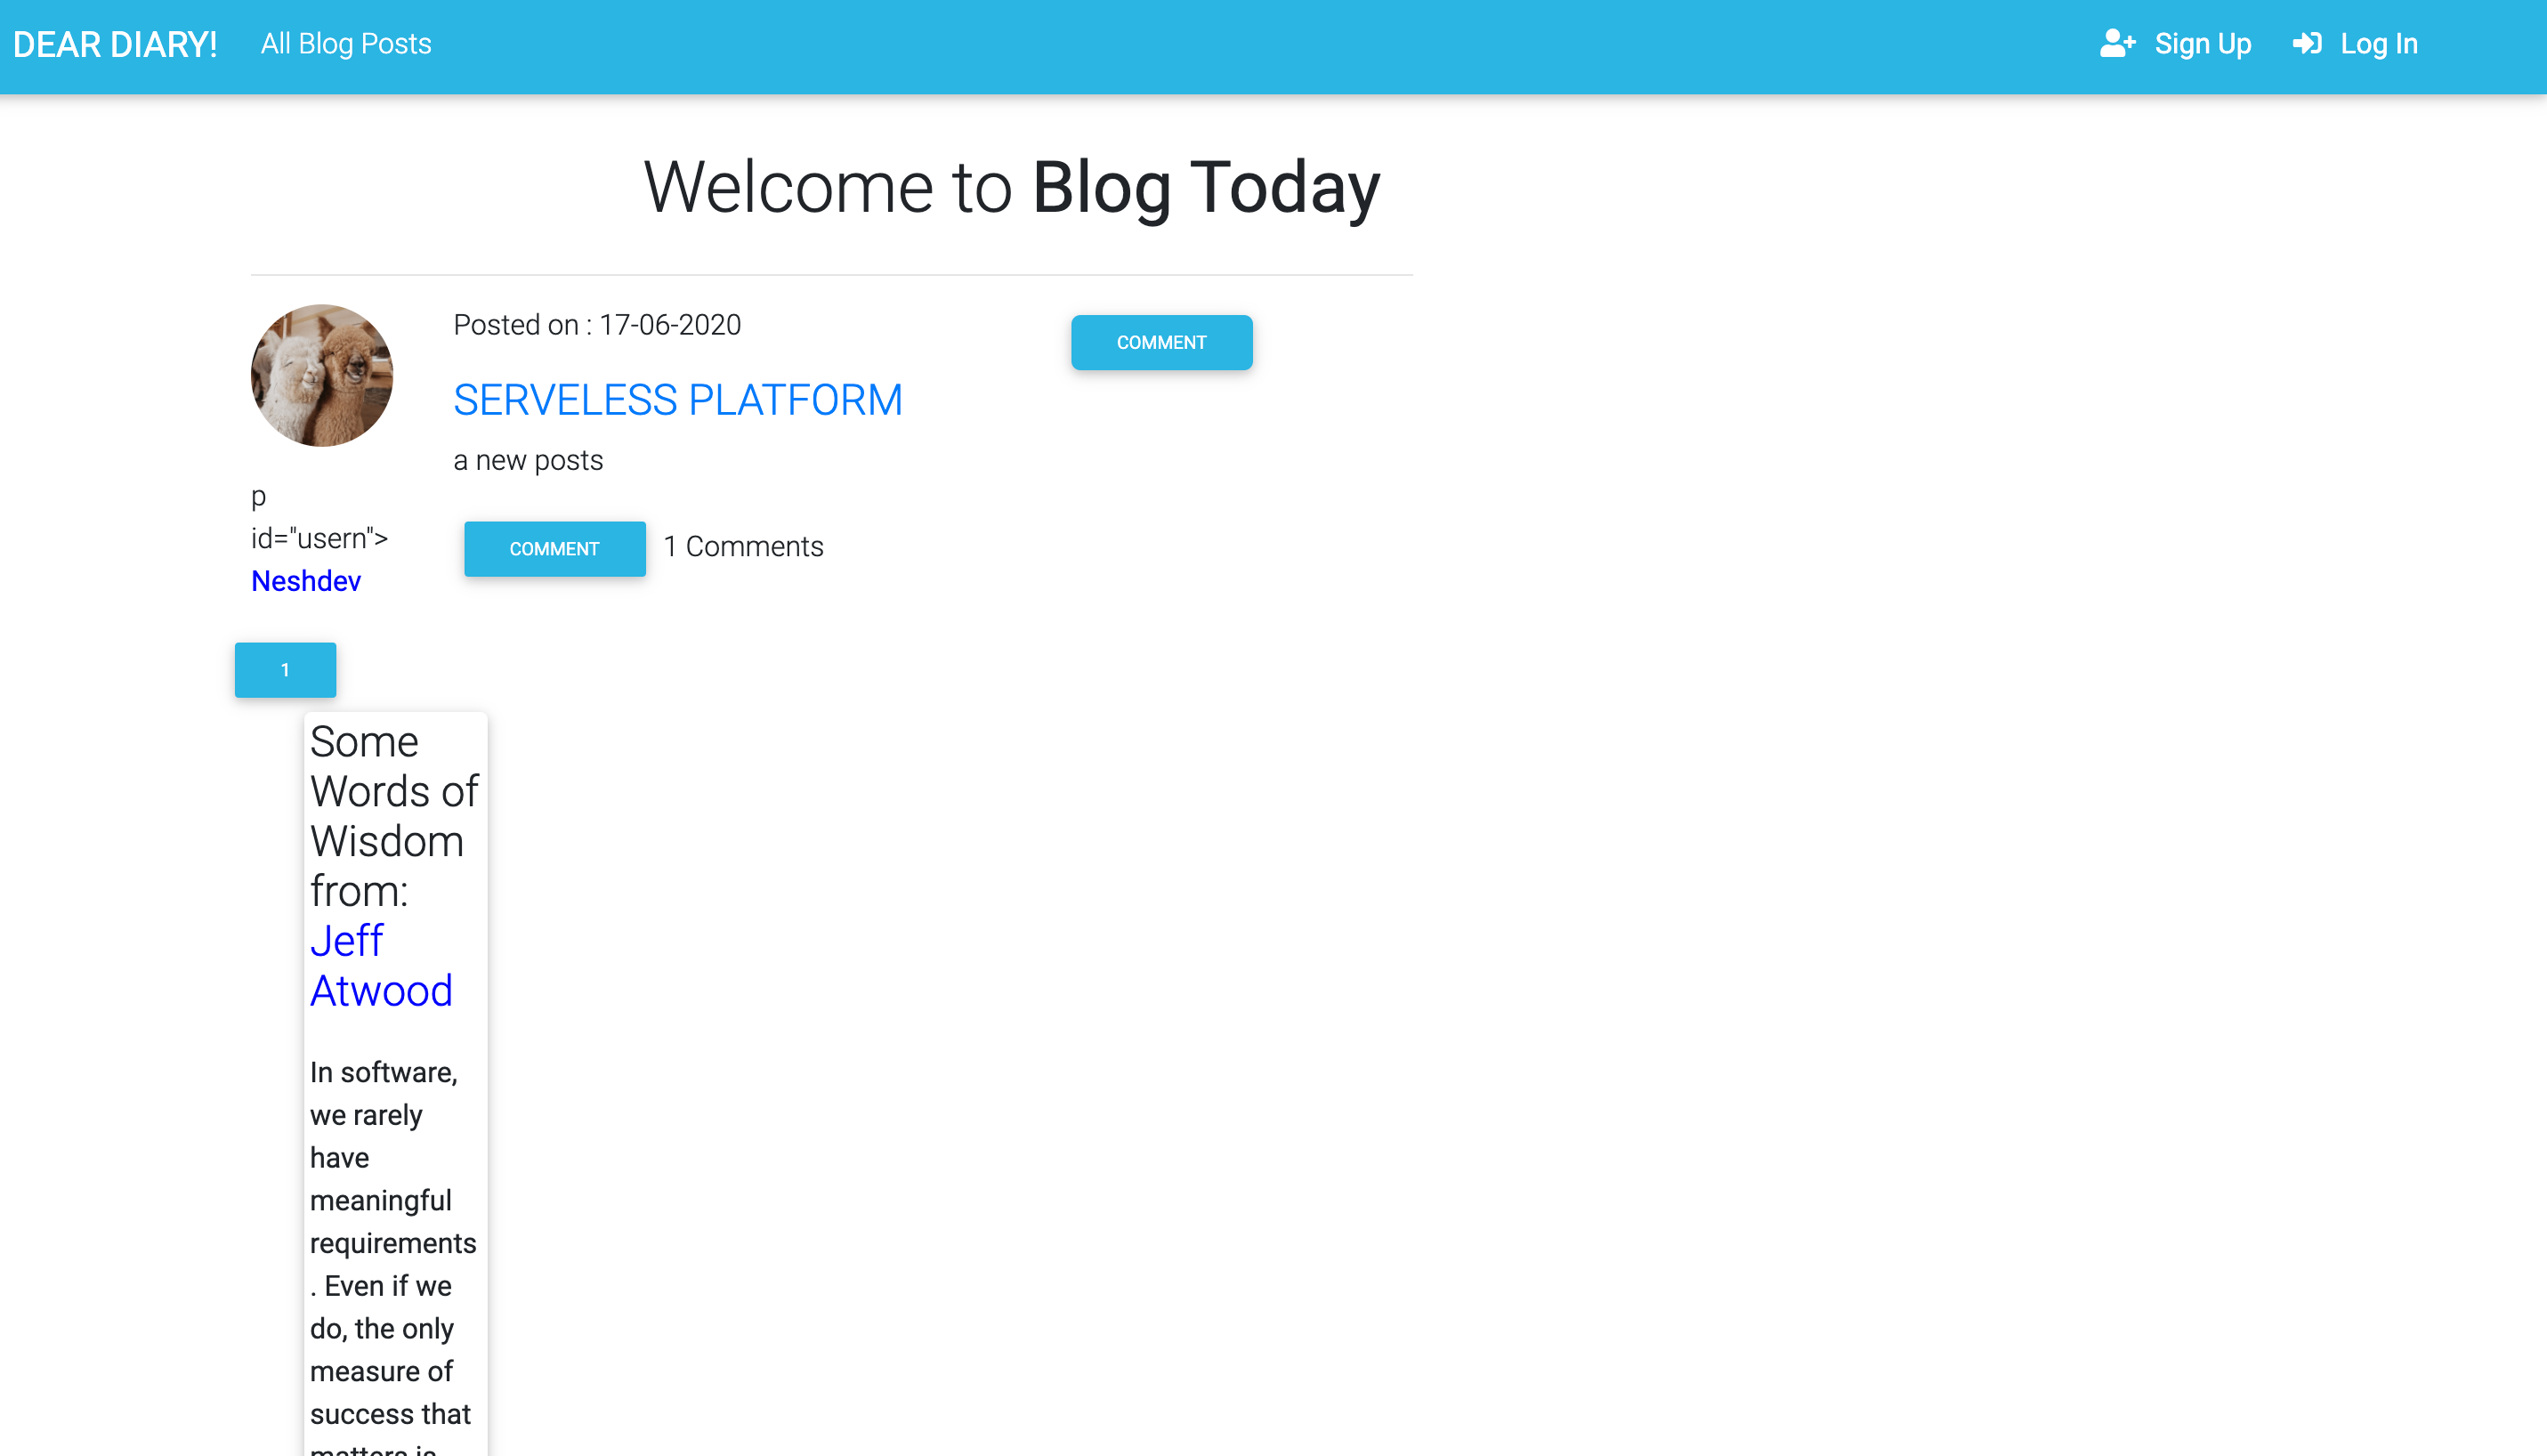 DEAR DIARY! All Blog Posts Sign Up Log In
Welcome to Blog Today
Posted on : 17-06-2020
COMMENT
SERVELESS PLATFORM
a new posts
p
id="usern">
Neshdev
COMMENT 1 Comments
1
Some
Words of
Wisdom
from:
Jeff
Atwood
In software,
we rarely
have
meaningful
requirements
. Even if we
do, the only
measure of
success that
matters is